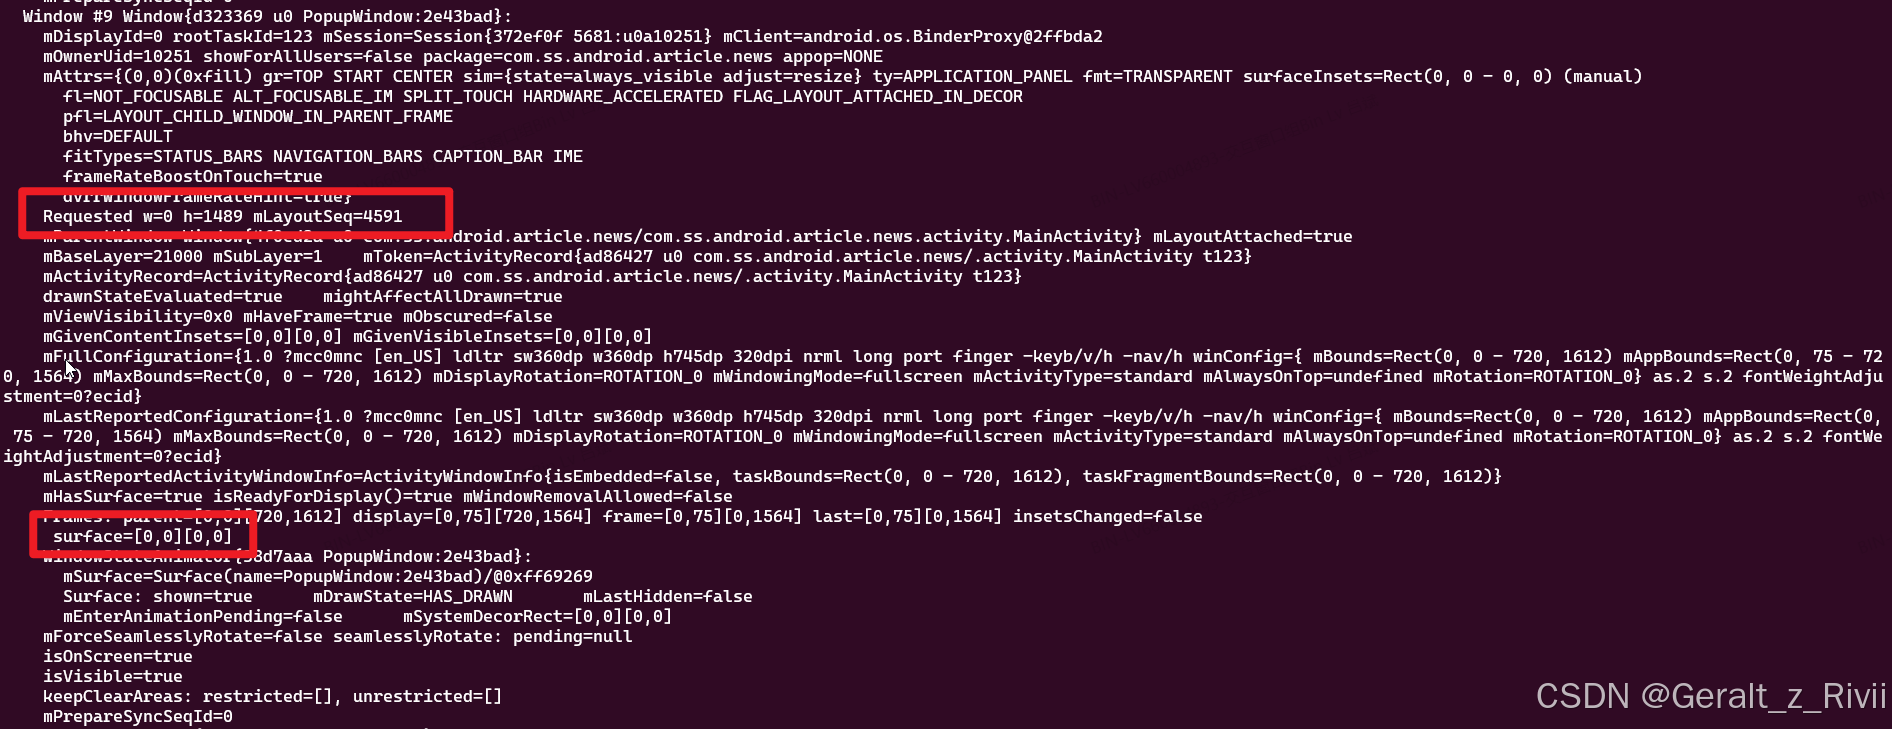 Window #9 Window{d323369 u0 PopupWindow:2e43bad}:
mDisplayId=0 rootTaskId=123 mSession=Session{372ef0f 5681:u0a10251} mClient=android.os.BinderProxy@2ffbda2
mOwnerUid=10251 showForAllUsers=false package=com.ss.android.article.news appop=NONE
mAttrs={(0,0)(0xfill) gr=TOP START CENTER sim={state=always_visible adjust=resize} ty=APPLICATION_PANEL fmt=TRANSPARENT surfaceInsets=Rect(0, 0 - 0, 0) (manual)
fl=NOT_FOCUSABLE ALT_FOCUSABLE_IM SPLIT_TOUCH HARDWARE_ACCELERATED FLAG_LAYOUT_ATTACHED_IN_DECOR
pfl=LAYOUT_CHILD_WINDOW_IN_PARENT_FRAME
bhv=DEFAULT
fitTypes=STATUS_BARS NAVIGATION_BARS CAPTION_BAR IME
frameRateBoostOnTouch=true
dvrrWindowFrameRateHint=true}
Requested w=0 h=1489 mLayoutSeq=4591
u0 com.ss.android.article.news/com.ss.android.article.news.activity.MainActivity} mLayoutAttached=true
mBaseLayer=21000 mSubLayer=1    mToken=ActivityRecord{ad86427 u0 com.ss.android.article.news/.activity.MainActivity t123}
mActivityRecord=ActivityRecord{ad86427 u0 com.ss.android.article.news/.activity.MainActivity t123}
drawnStateEvaluated=true    mightAffectAllDrawn=true
mViewVisibility=0x0 mHaveFrame=true mObscured=false
mGivenContentInsets=[0,0][0,0] mGivenVisibleInsets=[0,0][0,0]
mFullConfiguration={1.0 ?mcc0mnc [en_US] ldltr sw360dp w360dp h745dp 320dpi nrml long port finger -keyb/v/h -nav/h winConfig={ mBounds=Rect(0, 0 - 720, 1612) mAppBounds=Rect(0, 75 - 72
0, 1564) mMaxBounds=Rect(0, 0 - 720, 1612) mDisplayRotation=ROTATION_0 mWindowingMode=fullscreen mActivityType=standard mAlwaysOnTop=undefined mRotation=ROTATION_0} as.2 s.2 fontWeightAdju
stment=0?ecid}
mLastReportedConfiguration={1.0 ?mcc0mnc [en_US] ldltr sw360dp w360dp h745dp 320dpi nrml long port finger -keyb/v/h -nav/h winConfig={ mBounds=Rect(0, 0 - 720, 1612) mAppBounds=Rect(0,
75 - 720, 1564) mMaxBounds=Rect(0, 0 - 720, 1612) mDisplayRotation=ROTATION_0 mWindowingMode=fullscreen mActivityType=standard mAlwaysOnTop=undefined mRotation=ROTATION_0} as.2 s.2 fontWe
ightAdjustment=0?ecid}
mLastReportedActivityWindowInfo=ActivityWindowInfo{isEmbedded=false, taskBounds=Rect(0, 0 - 720, 1612), taskFragmentBounds=Rect(0, 0 - 720, 1612)}
mHasSurface=true isReadyForDisplay()=true mWindowRemovalAllowed=false
Frames: parent=[0,0][720,1612] display=[0,75][720,1564] frame=[0,75][0,1564] last=[0,75][0,1564] insetsChanged=false
surface=[0,0][0,0]
PopupWindow:2e43bad}:
mSurface=Surface(name=PopupWindow:2e43bad)/@0xff69269
Surface: shown=true      mDrawState=HAS_DRAWN       mLastHidden=false
mEnterAnimationPending=false      mSystemDecorRect=[0,0][0,0]
mForceSeamlesslyRotate=false seamlesslyRotate: pending=null
isOnScreen=true
isVisible=true
keepClearAreas: restricted=[], unrestricted=[]
mPrepareSyncSeqId=0
CSDN @Geralt_z_Rivii